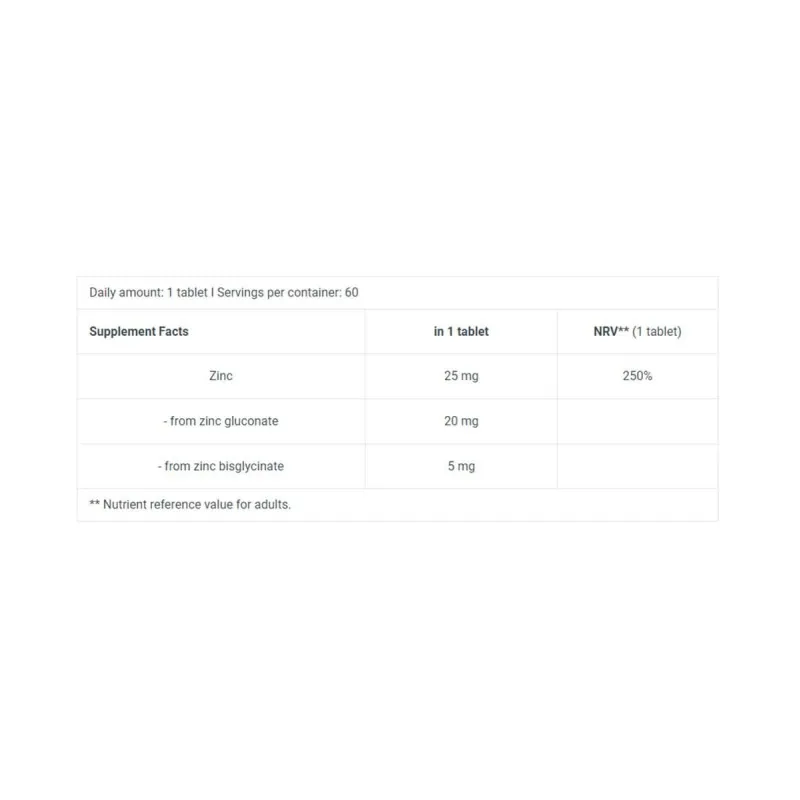 Daily amount: 1 tablet I Servings per container: 60
Supplement Facts in 1 tablet NRV** (1 tablet)
Zinc 25 mg 250%
- from zinc gluconate 20 mg
- from zinc bisglycinate 5 mg
** Nutrient reference value for adults.